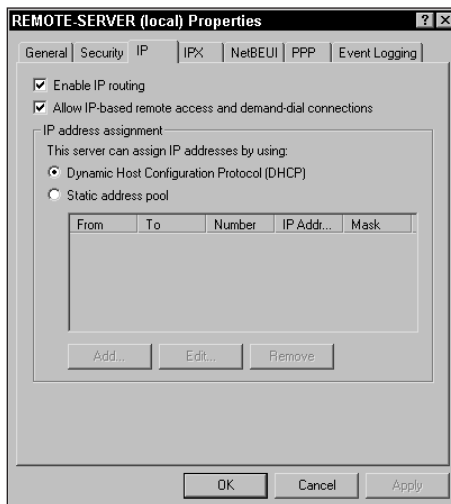 REMOTE-SERVER (local) Properties
General Security IP IPX NetBEUI PPP Event Logging
Enable IP routing
Allow IP-based remote access and demand-dial connections
IP address assignment
This server can assign IP addresses by using:
Dynamic Host Configuration Protocol (DHCP)
Static address pool
From To Number IP Addr... Mask
Add... Edit... Remove
OK Cancel Apply